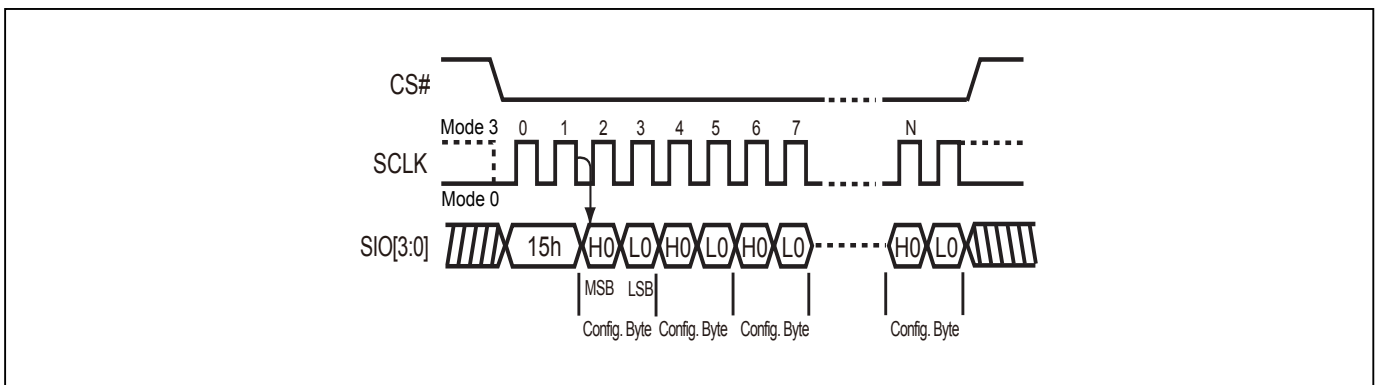 CS#
Mode 3 0 1 2 3 4 5 6 7 N
SCLK
Mode 0
SIO[3:0] 15h H0 L0 H0 L0 H0 L0 H0 L0
MSB LSB
Config. Byte Config. Byte Config. Byte Config. Byte